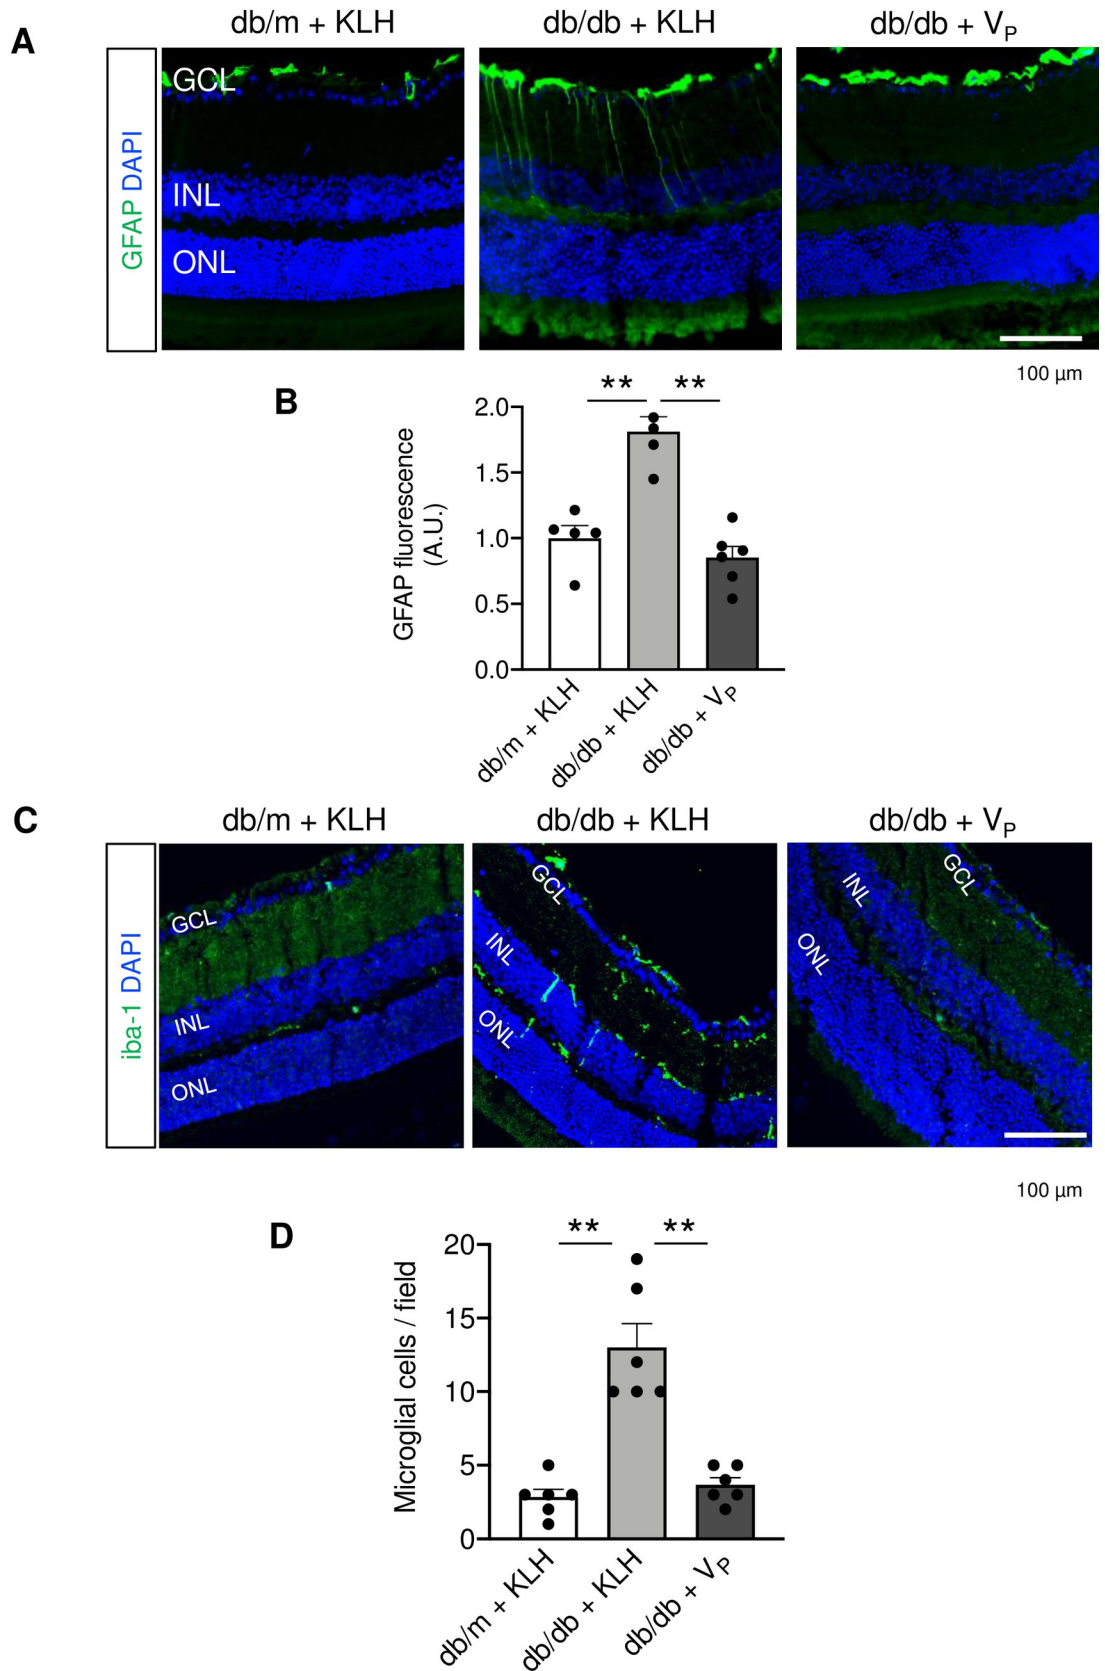 A
db/m + KLH
db/db + KLH
db/db + VP
GFAP DAPI
GCL
INL
ONL
100 µm
B
** **
GFAP fluorescence
(A.U.)
2.0
1.5
1.0
0.5
0.0
db/m + KLH
db/db + KLH
db/db + VP
C
db/m + KLH
db/db + KLH
db/db + VP
iba-1 DAPI
GCL
INL
ONL
GCL
INL
ONL
GCL
INL
ONL
100 µm
D
** **
Microglial cells / field
20
15
10
5
0
db/m + KLH
db/db + KLH
db/db + VP